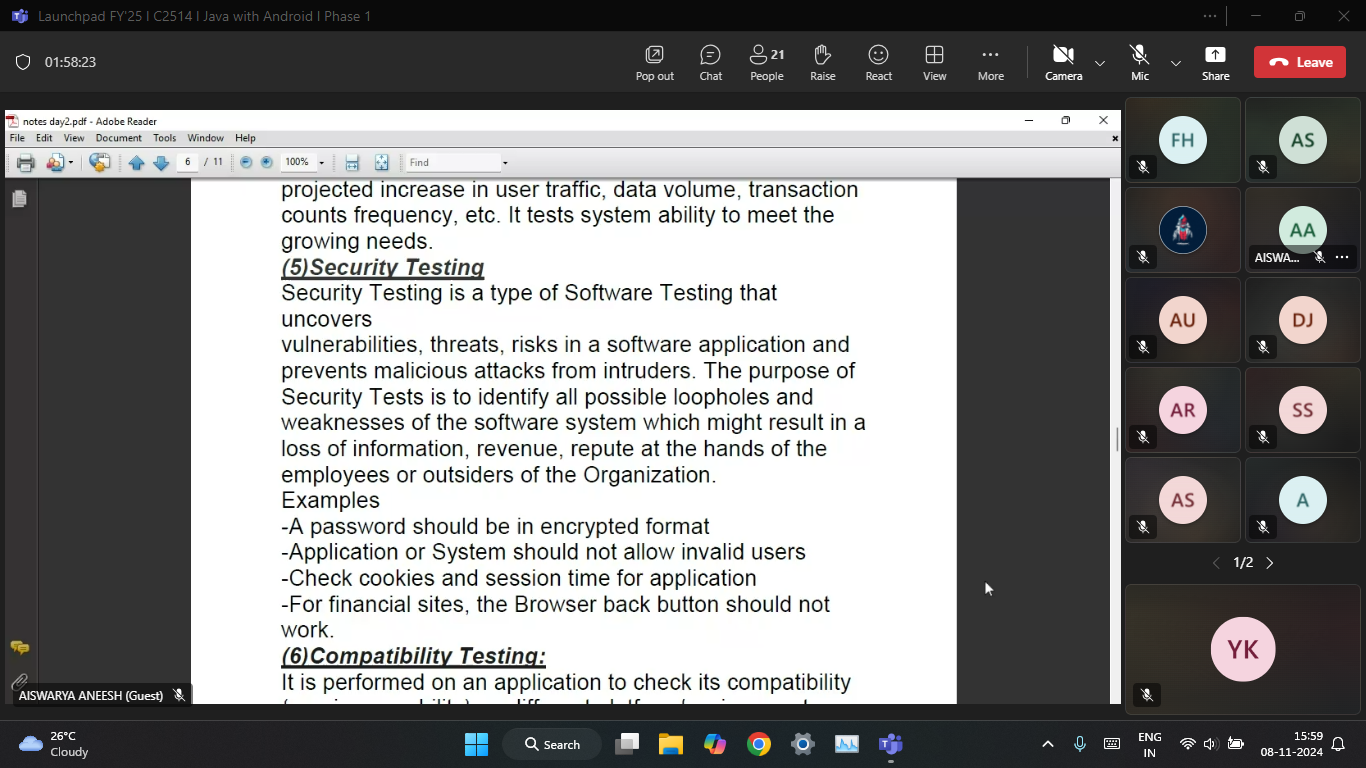 Launchpad FY'25 | C2514 | Java with Android | Phase 1
01:58:23
Pop out
Chat
21
People
Raise
React
View
More
Camera
Mic
Share
Leave
notes day2.pdf - Adobe Reader
File Edit View Document Tools Window Help
6 / 11
100%
Find
projected increase in user traffic, data volume, transaction
counts frequency, etc. It tests system ability to meet the
growing needs.
(5)Security Testing
Security Testing is a type of Software Testing that
uncovers
vulnerabilities, threats, risks in a software application and
prevents malicious attacks from intruders. The purpose of
Security Tests is to identify all possible loopholes and
weaknesses of the software system which might result in a
loss of information, revenue, repute at the hands of the
employees or outsiders of the Organization.
Examples
-A password should be in encrypted format
-Application or System should not allow invalid users
-Check cookies and session time for application
-For financial sites, the Browser back button should not
work.
(6)Compatibility Testing:
It is performed on an application to check its compatibility
AISWARYA ANEESH (Guest)
FH
AS
AA
AISWA...
AU
DJ
AR
SS
AS
A
1/2
YK
26°C
Cloudy
Search
ENG
IN
15:59
08-11-2024